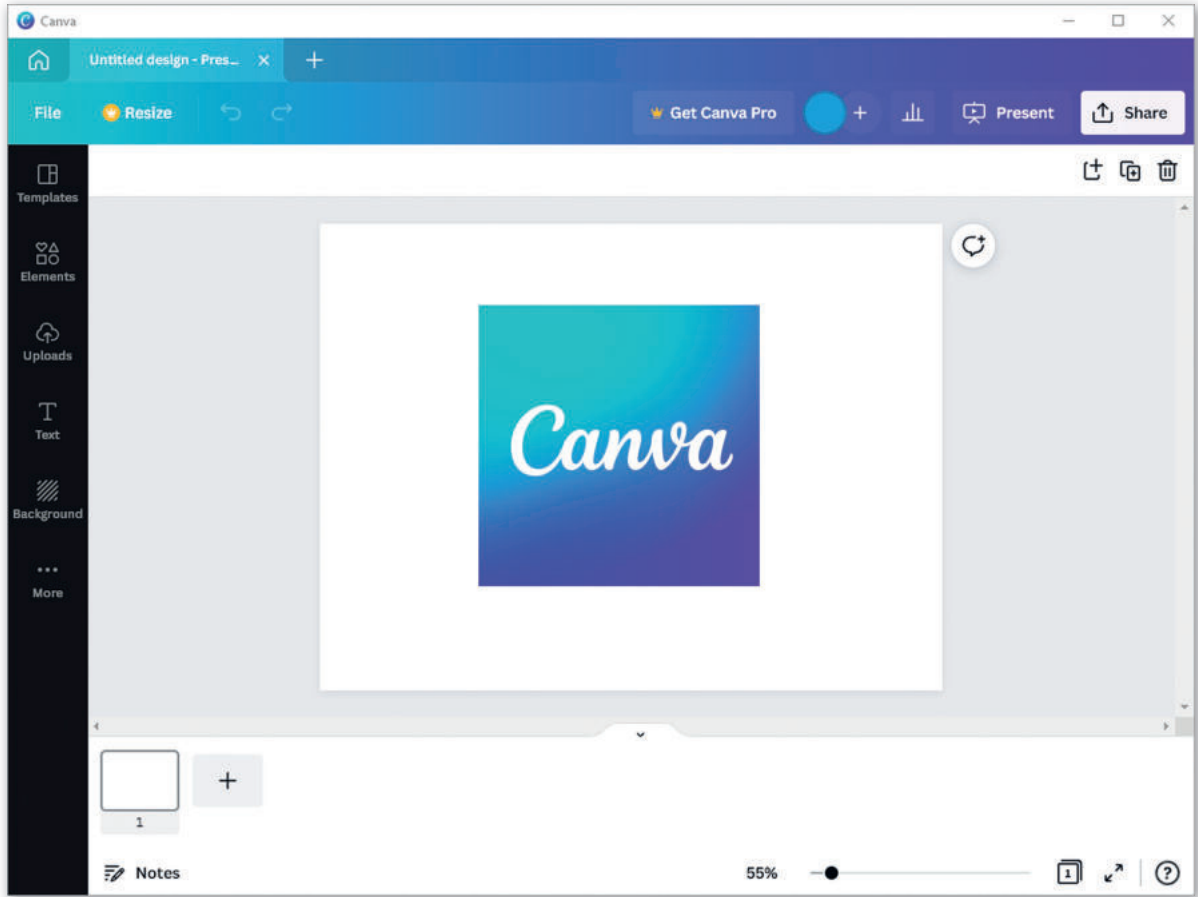 Canva
Untitled design - Pres...
File Resize Get Canva Pro Present Share
Templates
Elements
Uploads
Text
Background
More
Canva
1
Notes 55% 1 ?